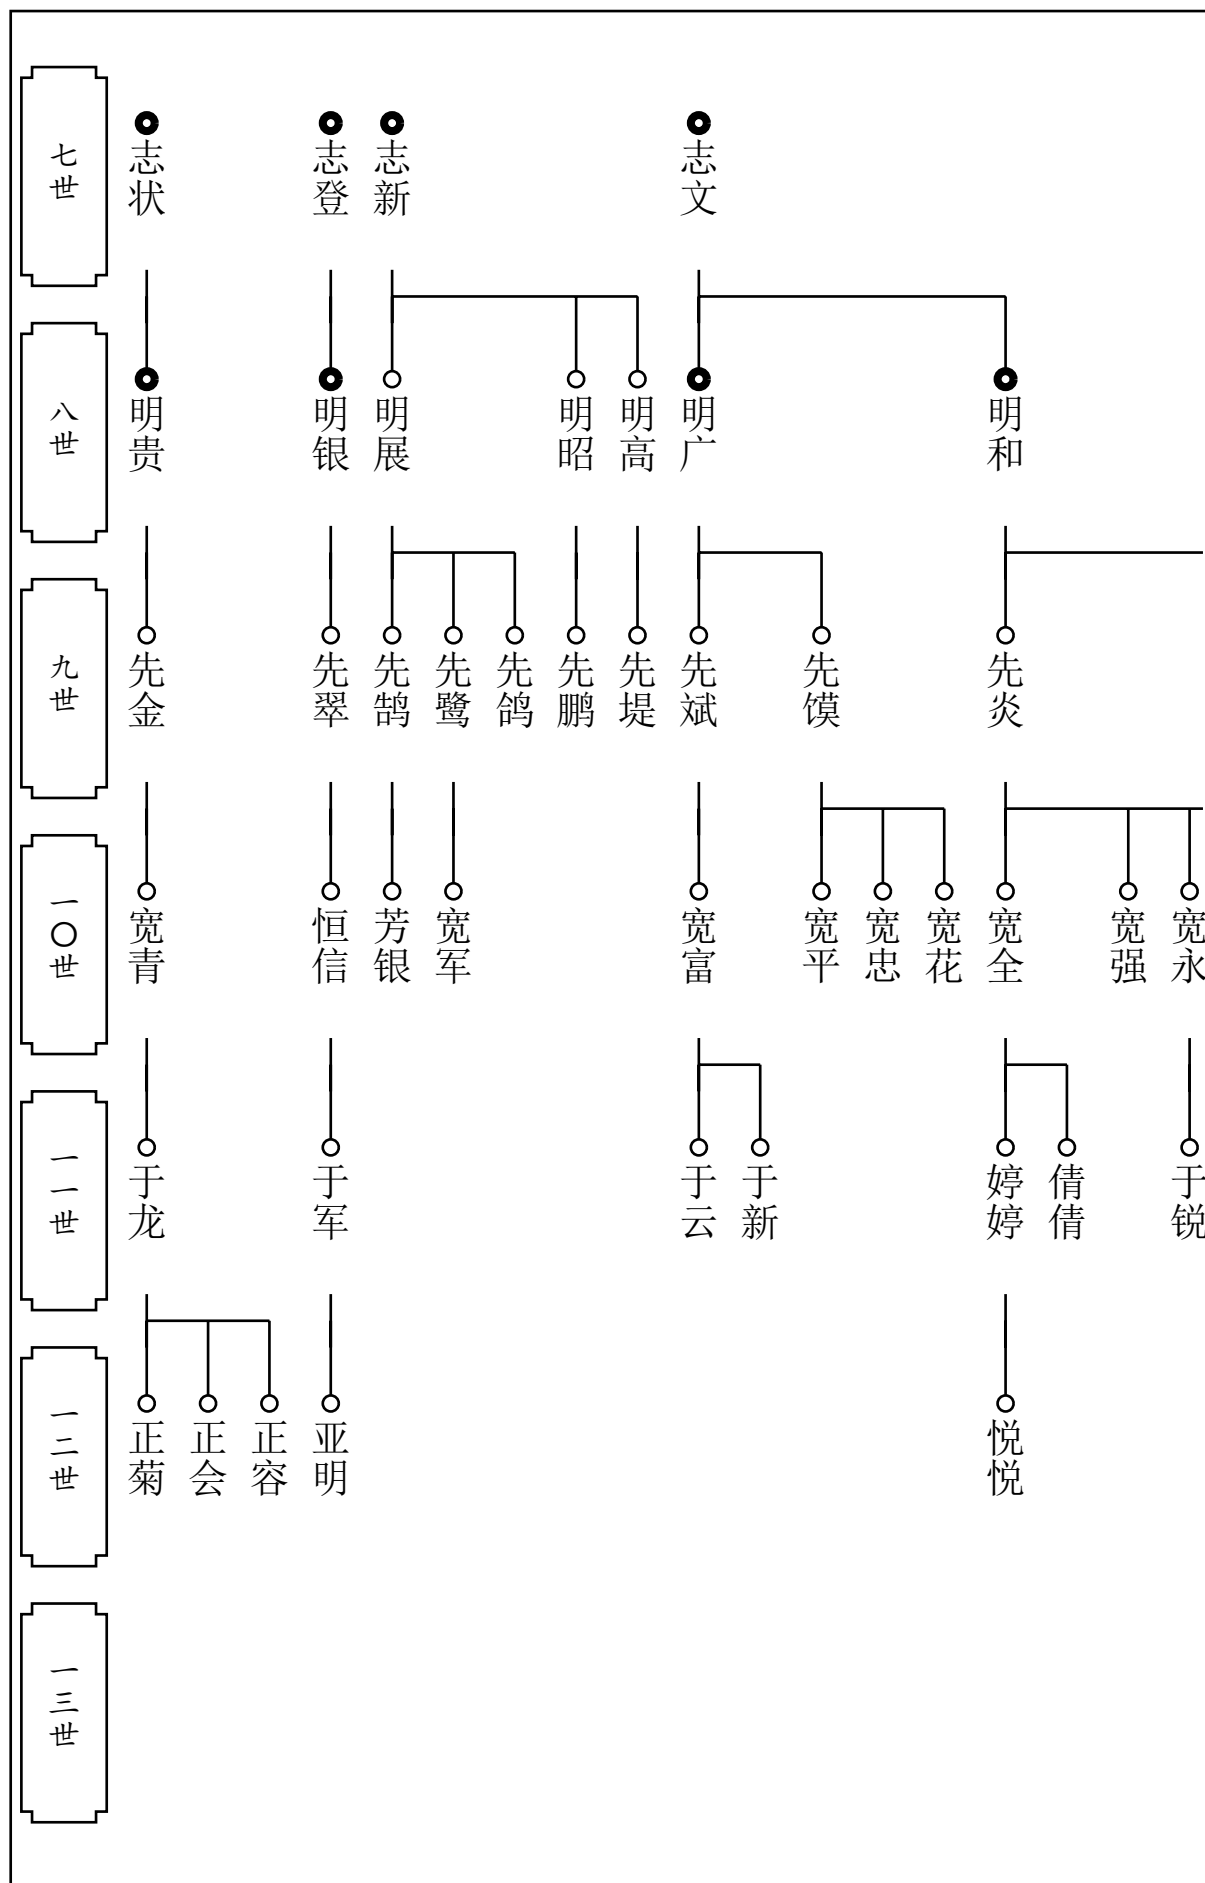 七世
志状
志登
志新
志文
八世
明贵
明银
明展
明昭
明高
明广
明和
九世
先金
先翠
先鹄
先鹭
先鸽
先鹏
先堤
先斌
先馍
先炎
一〇世
宽青
恒信
芳银
宽军
宽富
宽平
宽忠
宽花
宽全
宽强
宽永
一一世
于龙
于军
于云
于新
婷婷
倩倩
于锐
一二世
正菊
正会
正容
亚明
悦悦
一三世